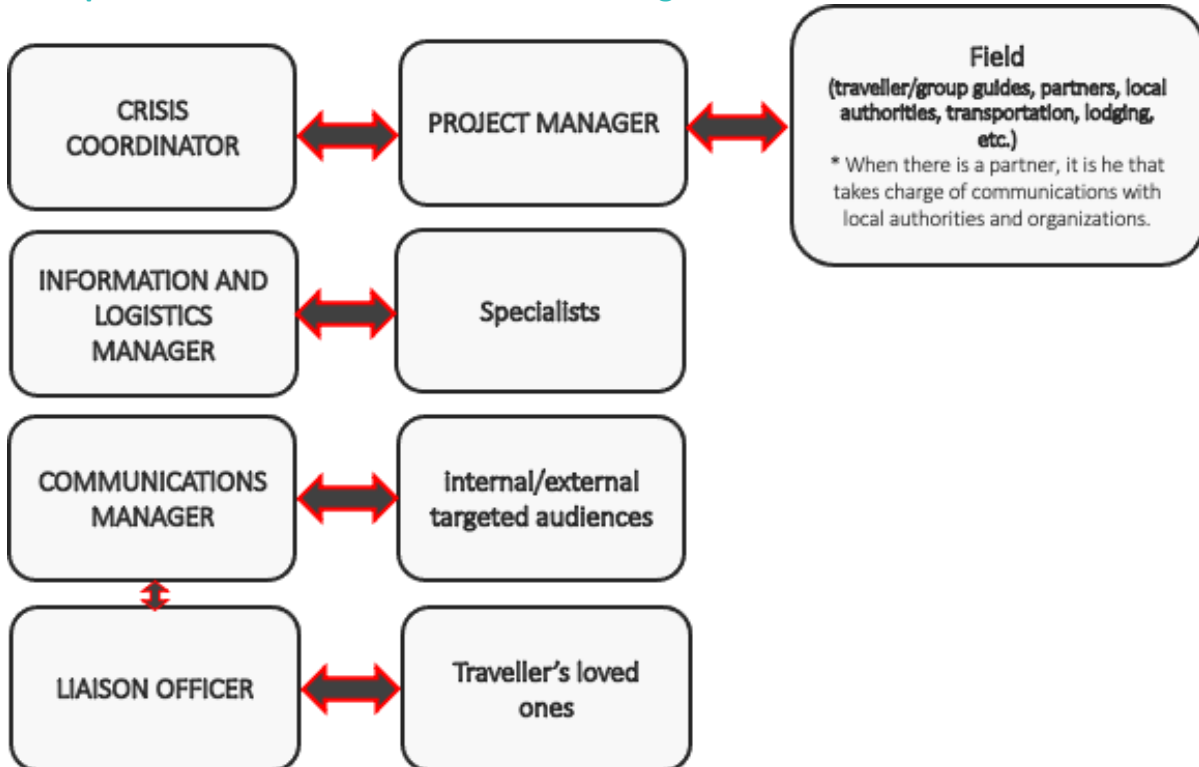 CRISIS
COORDINATOR
PROJECT MANAGER
Field
(traveller/group guides, partners, local
authorities, transportation, lodging,
etc.)
* When there is a partner, it is he that
takes charge of communications with
local authorities and organizations.
INFORMATION AND
LOGISTICS
MANAGER
Specialists
COMMUNICATIONS
MANAGER
internal/external
targeted audiences
LIAISON OFFICER
Traveller's loved
ones